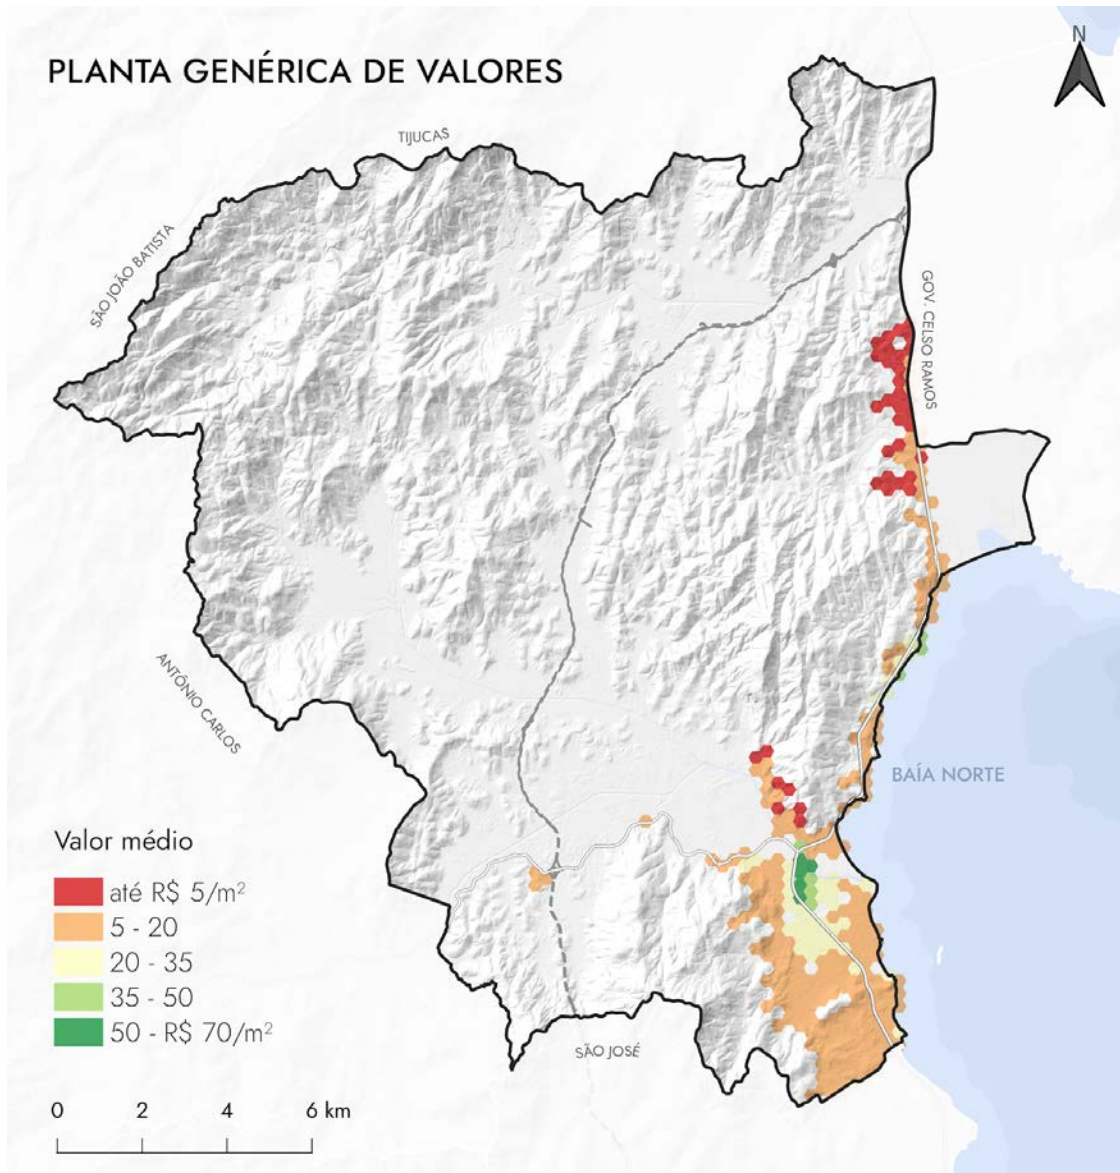 N
PLANTA GENÉRICA DE VALORES
TIJUCAS
SÃO JOÃO BATISTA
GOV. CELSO RAMOS
ANTÔNIO CARLOS
BAÍA NORTE
Valor médio
até R$ 5/m²
5 - 20
20 - 35
35 - 50
50 - R$ 70/m²
SÃO JOSÉ
0 2 4 6 km